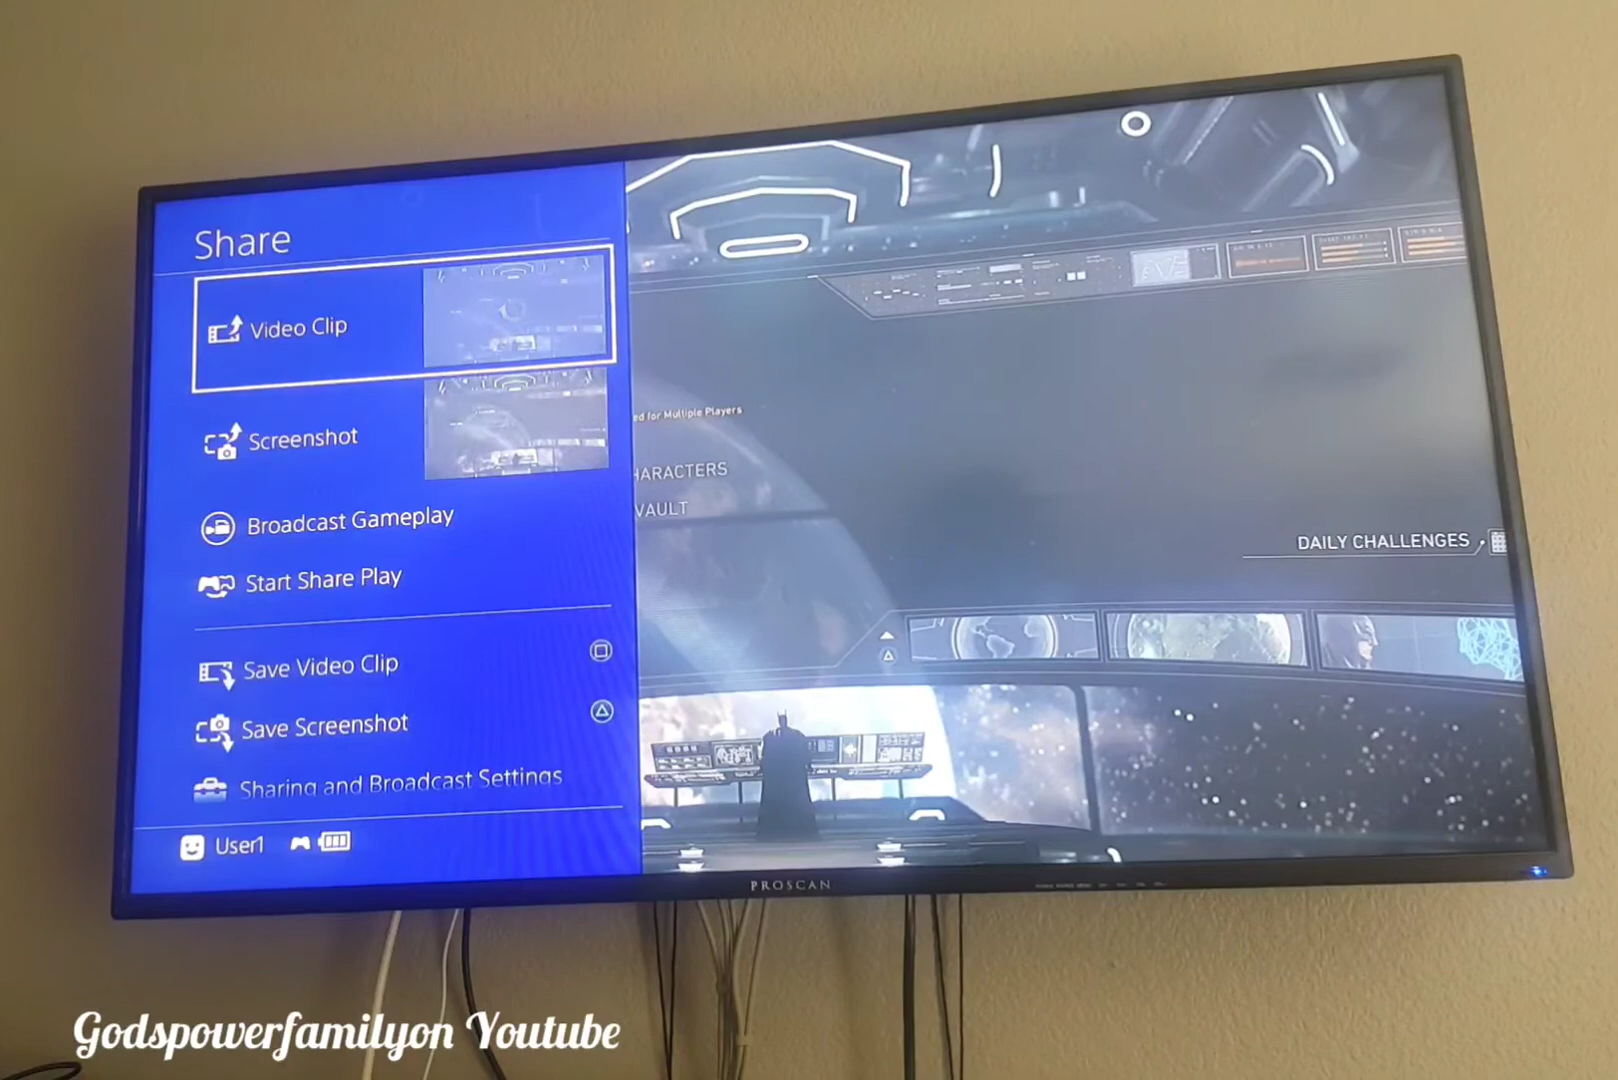 Share
Video Clip
Screenshot
Broadcast Gameplay
Start Share Play
Save Video Clip
Save Screenshot
Sharing and Broadcast Settings
User1
ed for Multiple Players
HARACTERS
VAULT
DAILY CHALLENGES
PROSCAN
Godspowerfamilyon Youtube